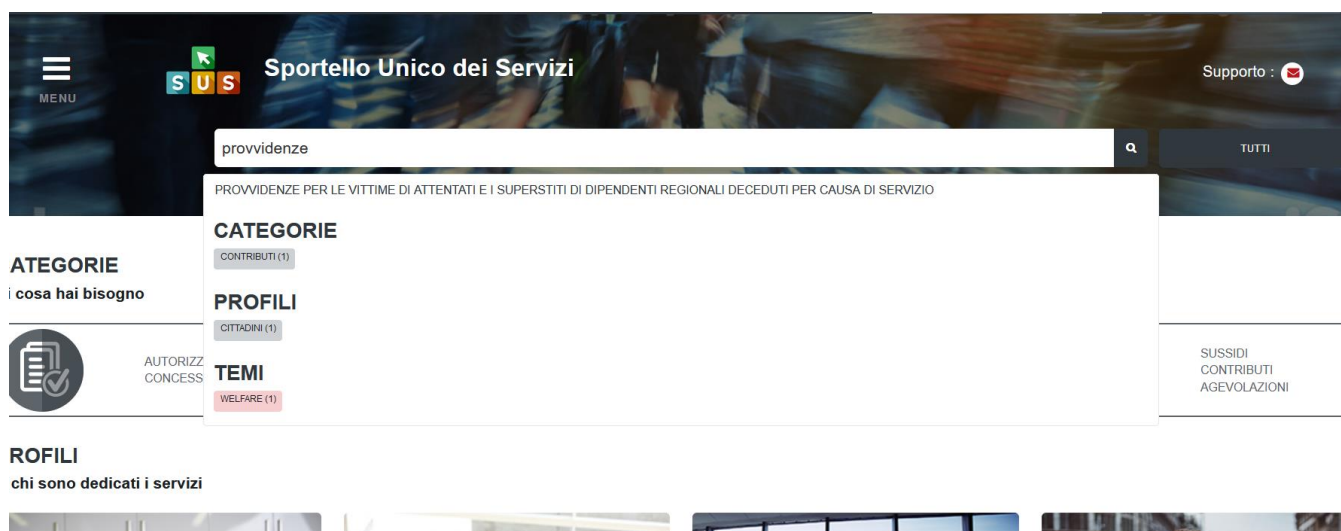 MENU
SUS
Sportello Unico dei Servizi
Supporto :
provvidenze
TUTTI
PROVVIDENZE PER LE VITTIME DI ATTENTATI E I SUPERSTITI DI DIPENDENTI REGIONALI DECEDUTI PER CAUSA DI SERVIZIO
CATEGORIE
CONTRIBUTI (1)
PROFILI
CITTADINI (1)
TEMI
WELFARE (1)
ATEGORIE
i cosa hai bisogno
AUTORIZZ
CONCESS
SUSSIDI
CONTRIBUTI
AGEVOLAZIONI
ROFILI
chi sono dedicati i servizi